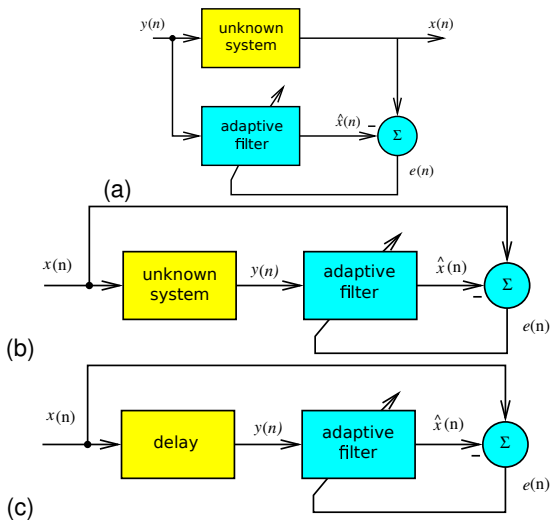 y(n)
unknown
system
x(n)
adaptive
filter
x̂(n)
−
Σ
e(n)
(a)
x(n)
unknown
system
y(n)
adaptive
filter
x̂(n)
−
Σ
e(n)
(b)
x(n)
delay
y(n)
adaptive
filter
x̂(n)
−
Σ
e(n)
(c)